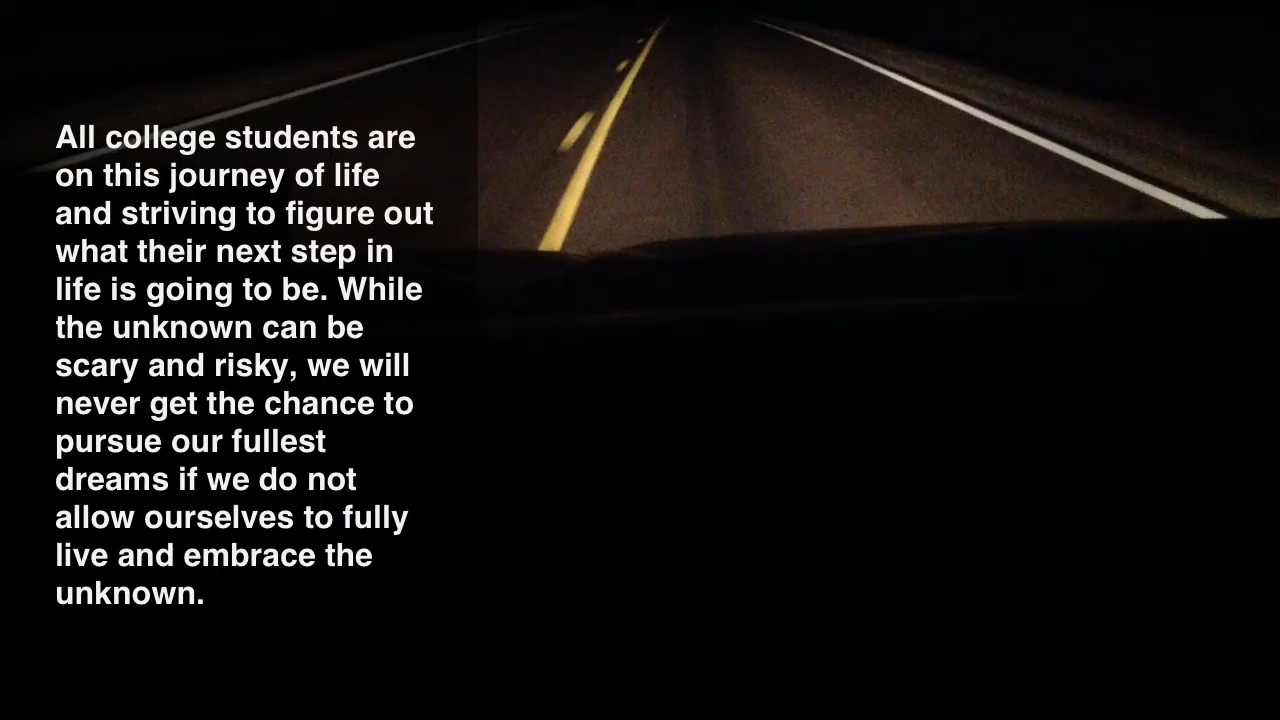 All college students are
on this journey of life
and striving to figure out
what their next step in
life is going to be. While
the unknown can be
scary and risky, we will
never get the chance to
pursue our fullest
dreams if we do not
allow ourselves to fully
live and embrace the
unknown.